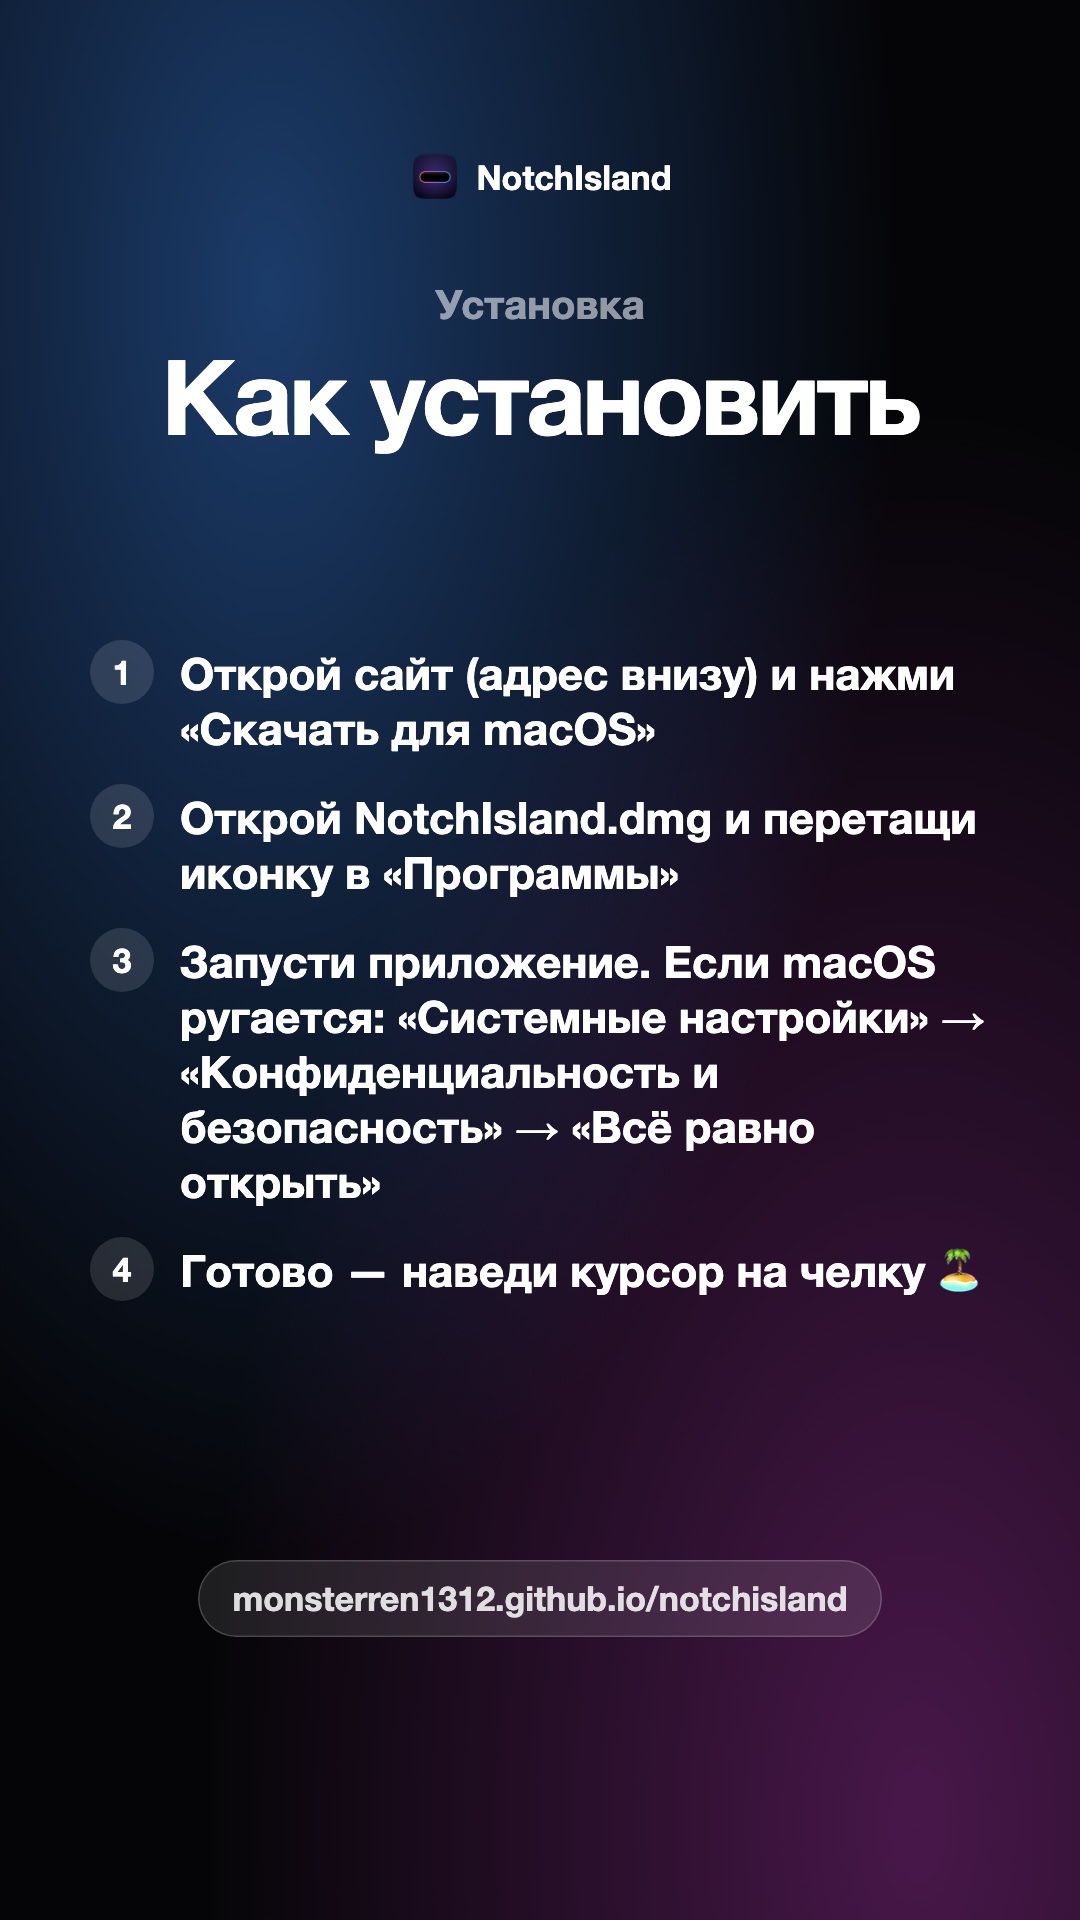 NotchIsland
Установка
Как установить
1 Открой сайт (адрес внизу) и нажми
«Скачать для macOS»
2 Открой NotchIsland.dmg и перетащи
иконку в «Программы»
3 Запусти приложение. Если macOS
ругается: «Системные настройки» →
«Конфиденциальность и
безопасность» → «Всё равно
открыть»
4 Готово — наведи курсор на челку 🏝️
monsterren1312.github.io/notchisland